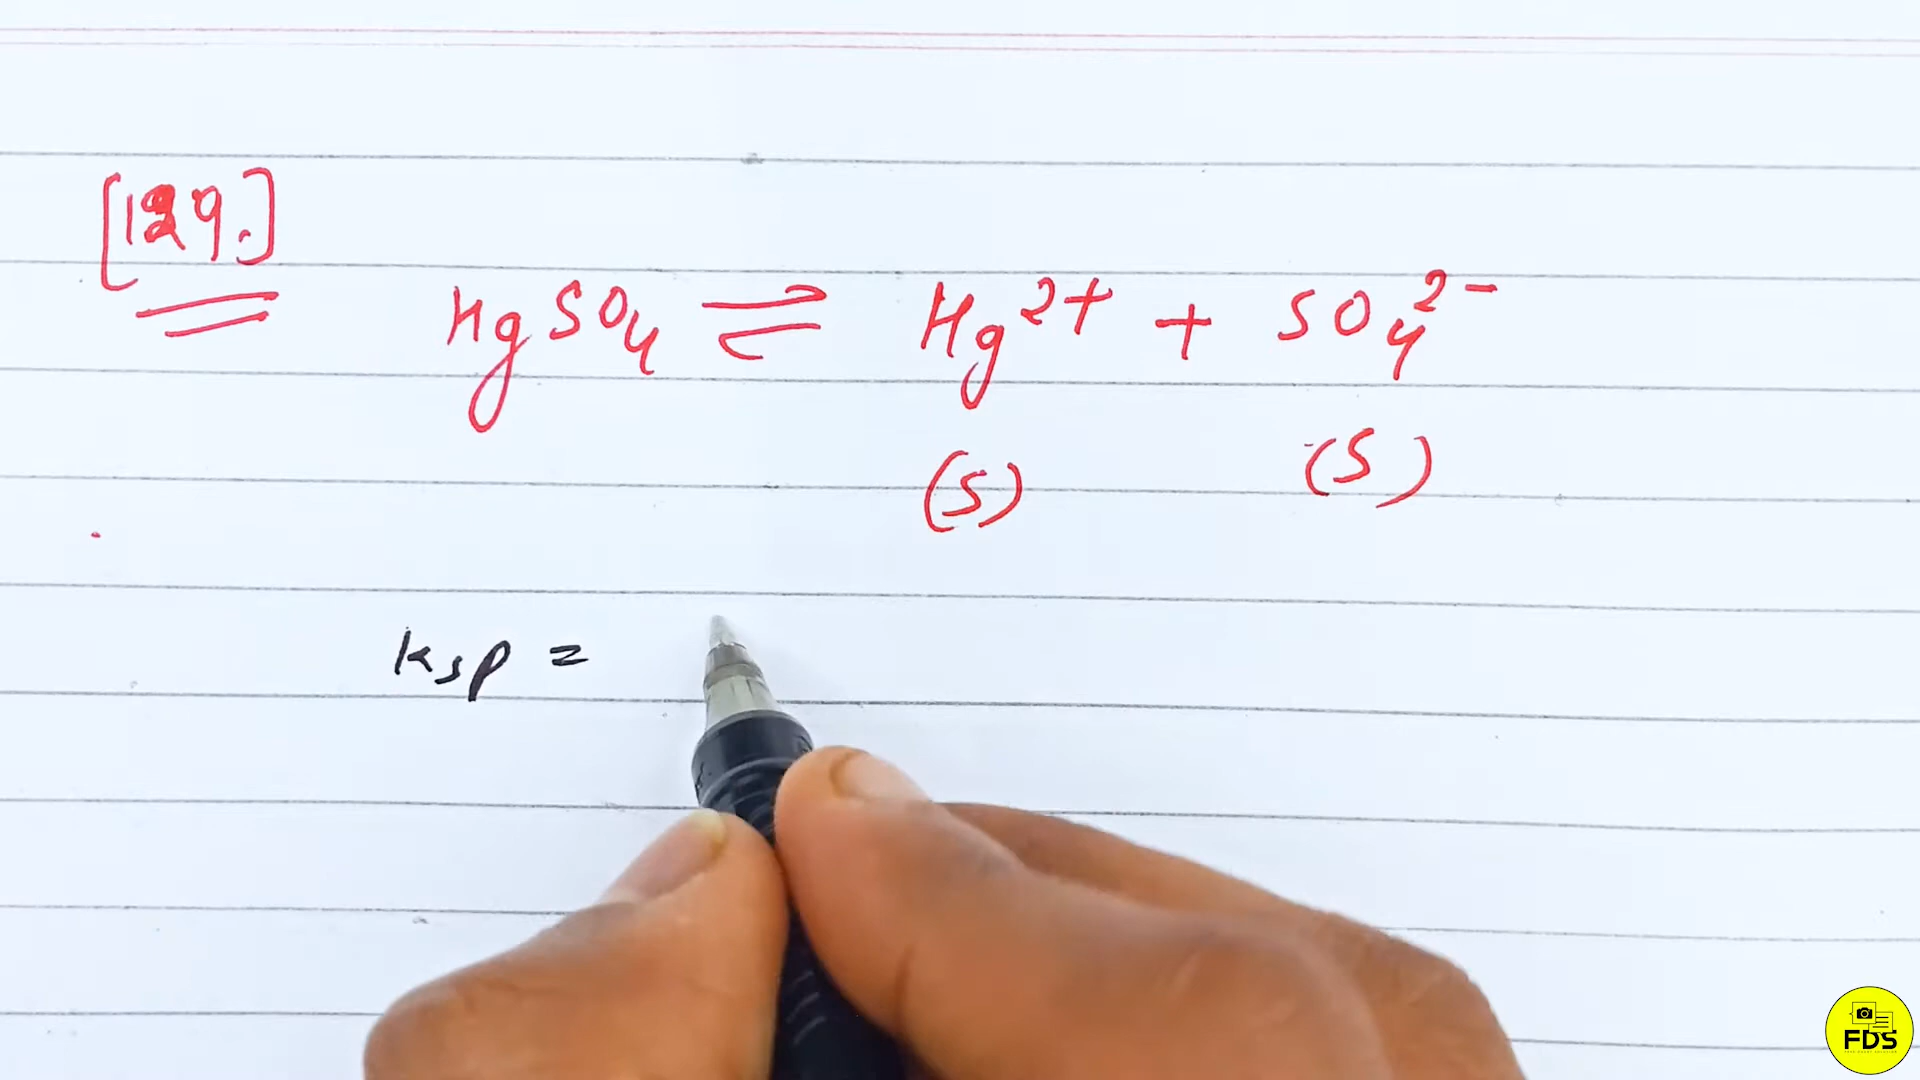 [129.]
HgSO₄ ⇌ Hg²⁺ + SO₄²⁻
(S) (S)
Ksp =
FDS